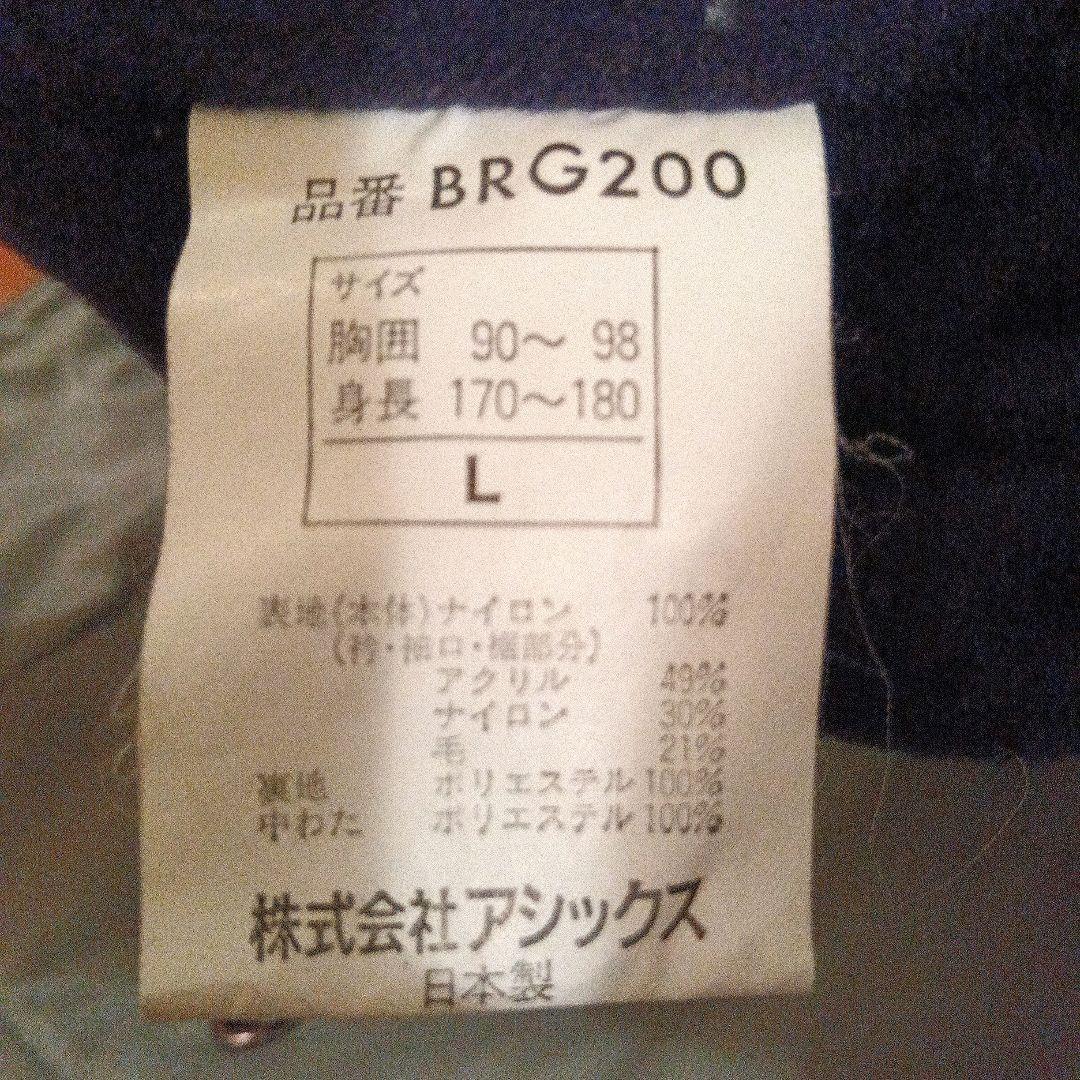 品番 BRG200
サイズ
胸囲 90〜 98
身長 170〜180
L
表地(本体)ナイロン 100%
(衿・袖口・裾部分)
アクリル 49%
ナイロン 30%
毛 21%
裏地 ポリエステル 100%
中わた ポリエステル 100%
株式会社アシックス
日本製